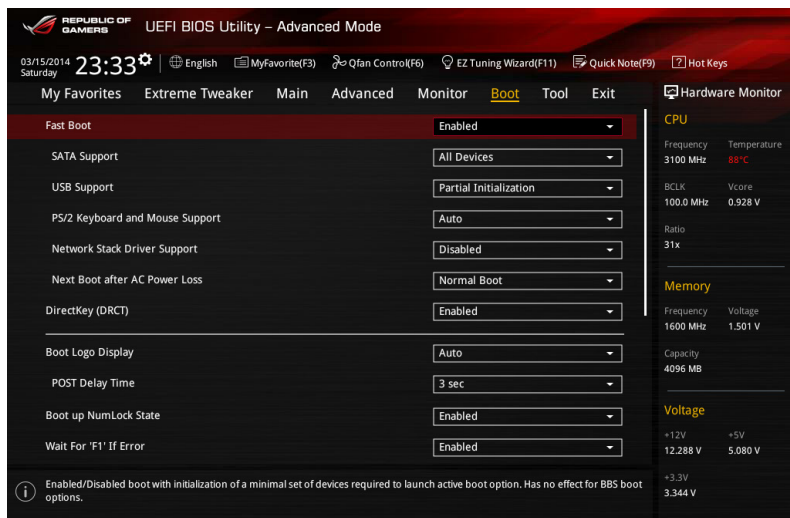 REPUBLIC OF
GAMERS
UEFI BIOS Utility – Advanced Mode
03/15/2014
Saturday
23:33
English
MyFavorite(F3)
Qfan Control(F6)
EZ Tuning Wizard(F11)
Quick Note(F9)
? Hot Keys
My Favorites Extreme Tweaker Main Advanced Monitor Boot Tool Exit
Hardware Monitor
Fast Boot Enabled
SATA Support All Devices
USB Support Partial Initialization
PS/2 Keyboard and Mouse Support Auto
Network Stack Driver Support Disabled
Next Boot after AC Power Loss Normal Boot
DirectKey (DRCT) Enabled
Boot Logo Display Auto
POST Delay Time 3 sec
Boot up NumLock State Enabled
Wait For 'F1' If Error Enabled
CPU
Frequency Temperature
3100 MHz 88°C
BCLK Vcore
100.0 MHz 0.928 V
Ratio
31x
Memory
Frequency Voltage
1600 MHz 1.501 V
Capacity
4096 MB
Voltage
+12V +5V
12.288 V 5.080 V
+3.3V
3.344 V
i
Enabled/Disabled boot with initialization of a minimal set of devices required to launch active boot option. Has no effect for BBS boot
options.